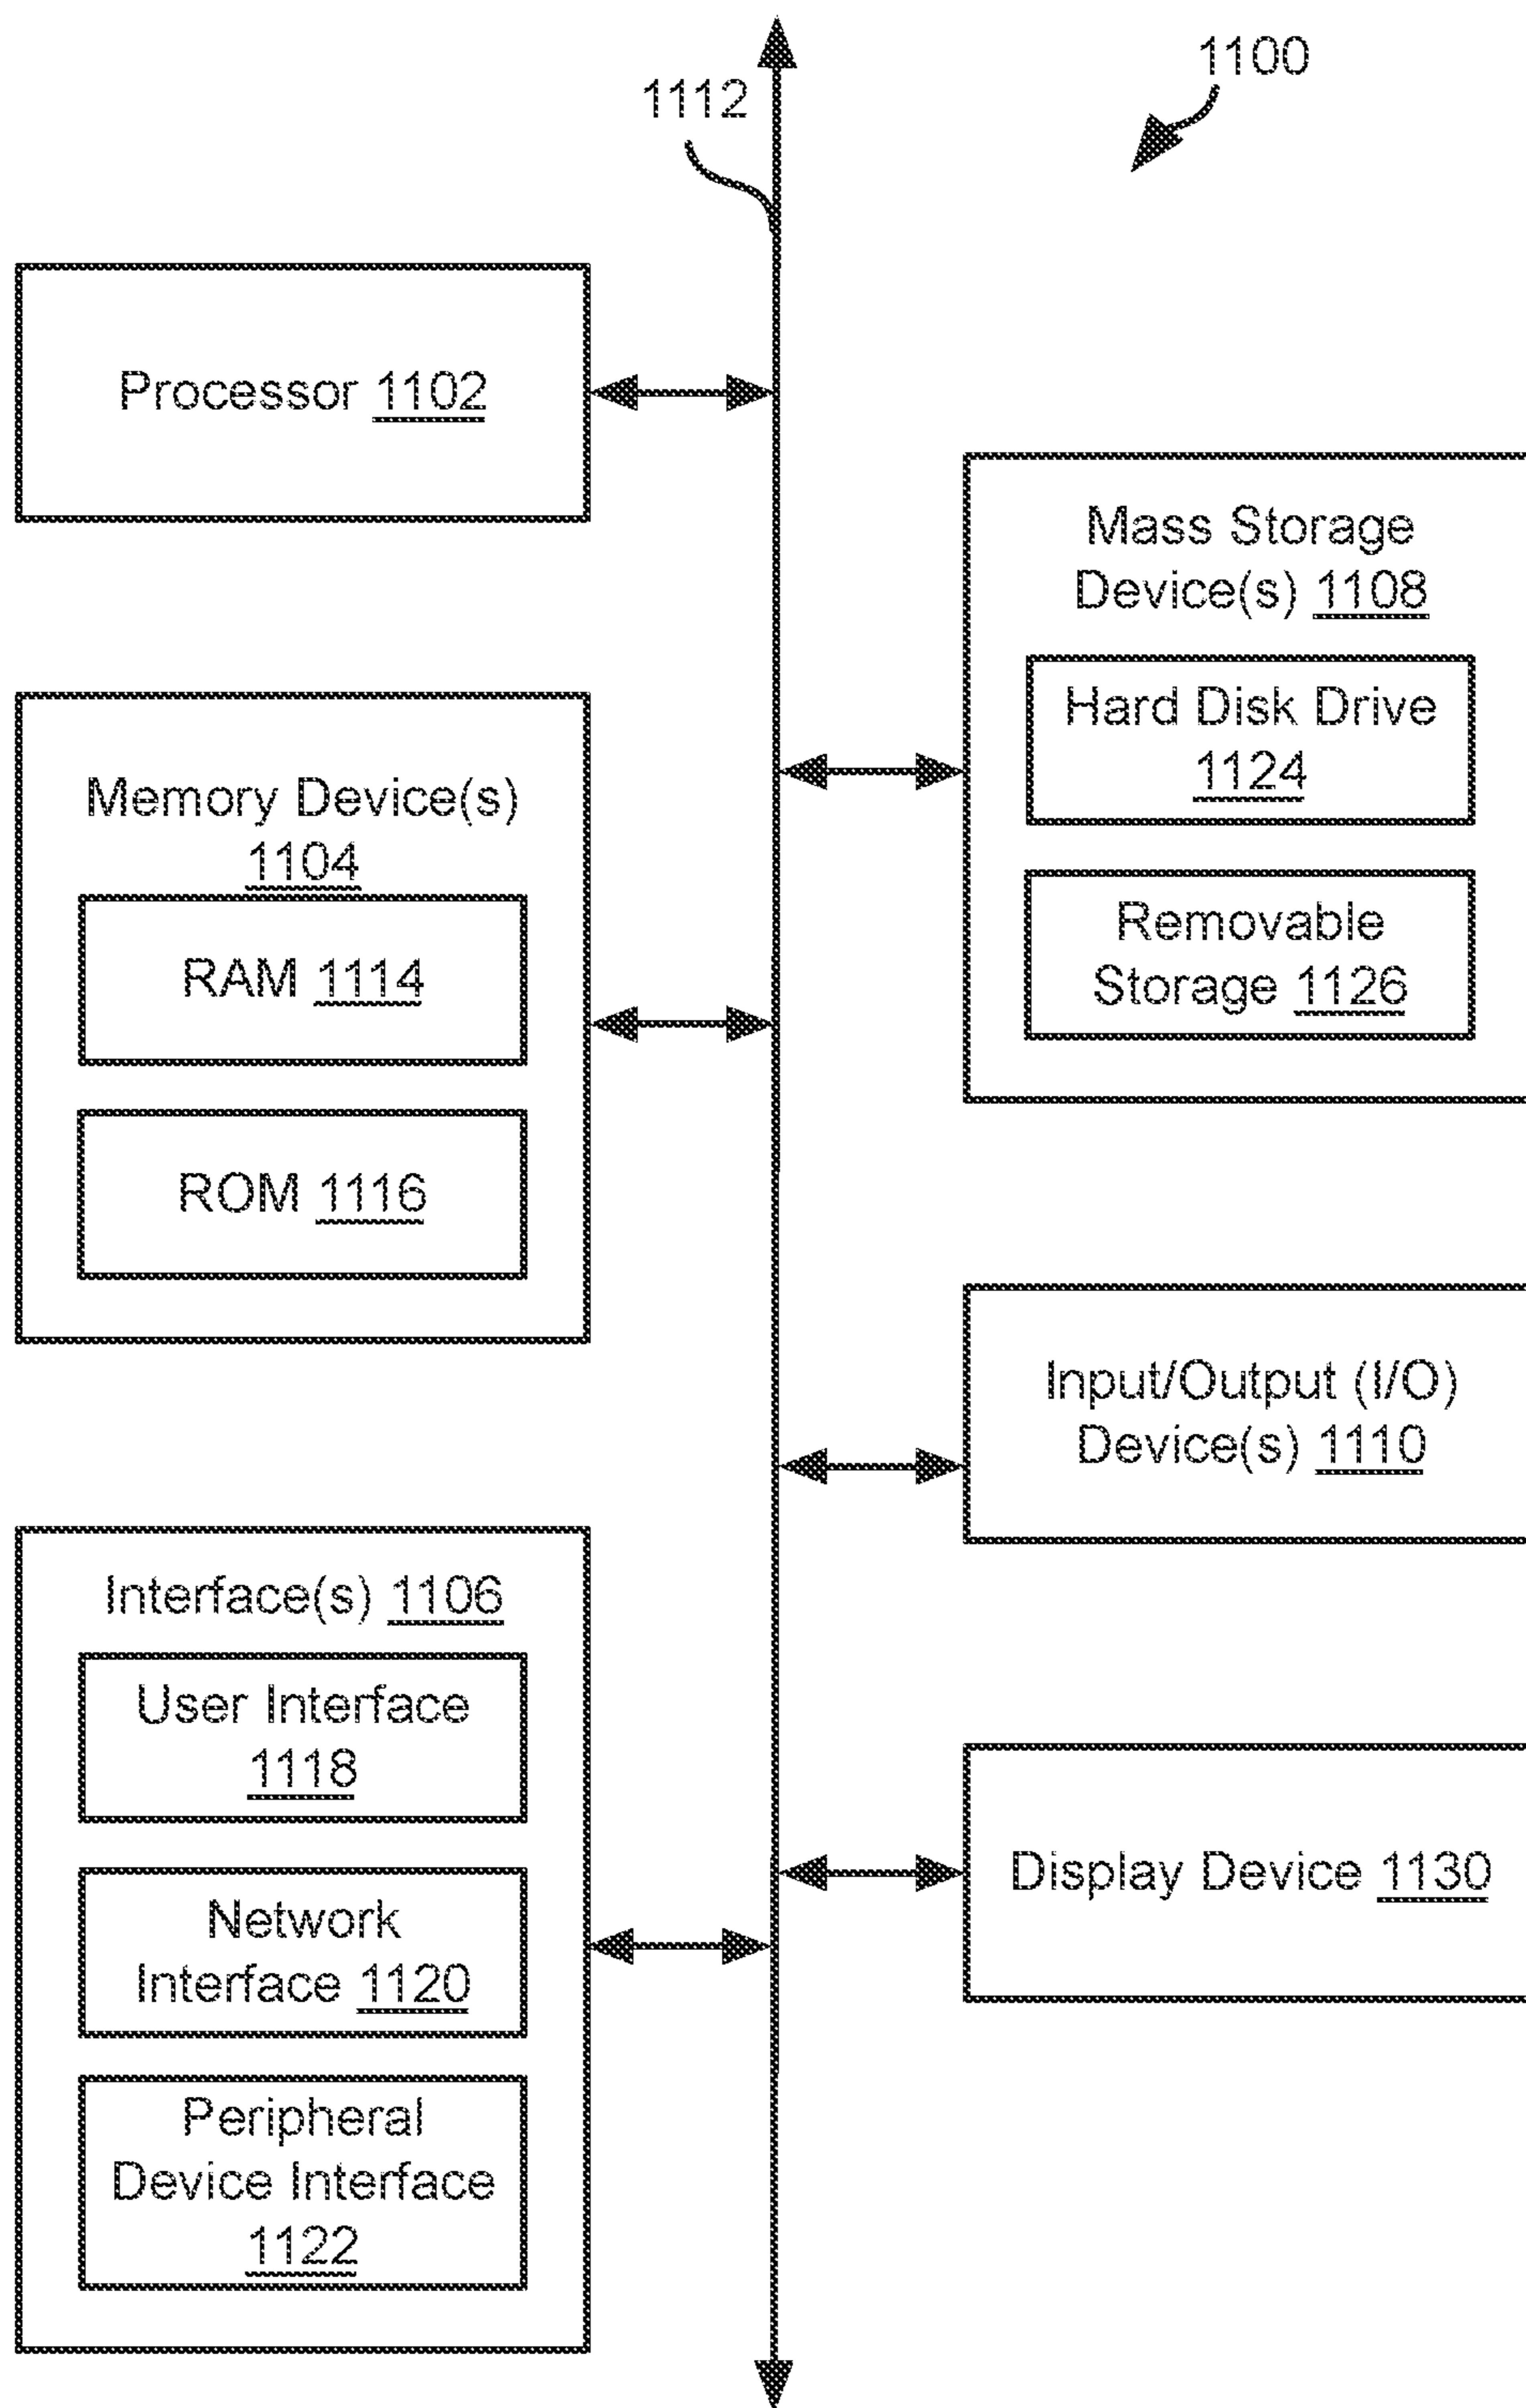 1100
1112
Processor 1102
Mass Storage
Device(s) 1108
Hard Disk Drive
1124
Removable
Storage 1126
Memory Device(s)
1104
RAM 1114
ROM 1116
Input/Output (I/O)
Device(s) 1110
Interface(s) 1106
User Interface
1118
Network
Interface 1120
Peripheral
Device Interface
1122
Display Device 1130